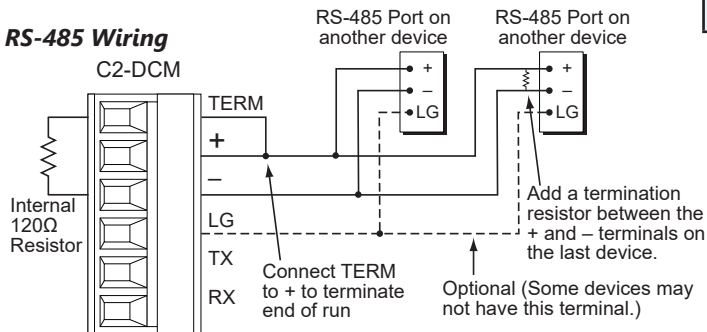 RS-485 Wiring
C2-DCM
RS-485 Port on
another device
RS-485 Port on
another device
+
–
LG
+
–
LG
TERM
+
–
LG
TX
RX
Internal
120Ω
Resistor
Connect TERM
to + to terminate
end of run
Add a termination
resistor between the
+ and – terminals on
the last device.
Optional (Some devices may
not have this terminal.)